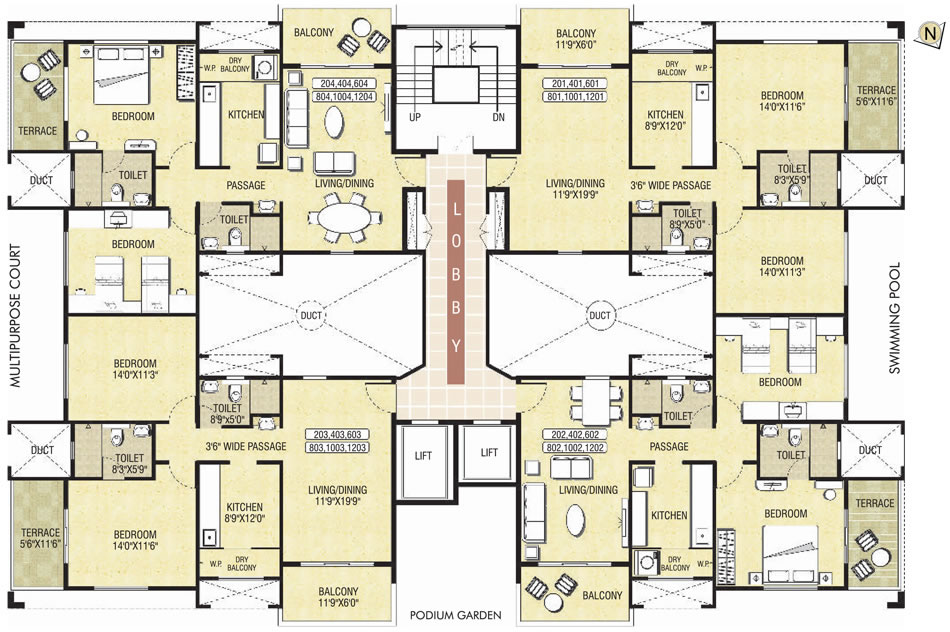 N
BALCONY
DRY
BALCONY
W.P.
204,404,604
804,1004,1204
KITCHEN
BEDROOM
TERRACE
TOILET
DUCT
PASSAGE
LIVING/DINING
TOILET
BEDROOM
UP
DN
BALCONY
11'9"X6'0"
201,401,601
801,1001,1201
DRY
BALCONY
W.P.
KITCHEN
8'9"X12'0"
BEDROOM
14'0"X11'6"
TERRACE
5'6"X11'6"
LIVING/DINING
11'9"X19'9"
3'6" WIDE PASSAGE
TOILET
8'3"X5'9"
DUCT
TOILET
8'9"X5'0"
BEDROOM
14'0"X11'3"
MULTIPURPOSE COURT
DUCT
LOBBY
DUCT
SWIMMING POOL
BEDROOM
14'0"X11'3"
TOILET
8'9"x5'0"
3'6" WIDE PASSAGE
DUCT
TOILET
8'3"X5'9"
203,403,603
803,1003,1203
LIVING/DINING
11'9"X19'9"
KITCHEN
8'9"X12'0"
TERRACE
5'6"X11'6"
BEDROOM
14'0"X11'6"
W.P.
DRY
BALCONY
BALCONY
11'9"X6'0"
LIFT
LIFT
BEDROOM
TOILET
202,402,602
802,1002,1202
PASSAGE
TOILET
DUCT
LIVING/DINING
KITCHEN
BEDROOM
TERRACE
DRY
BALCONY
W.P.
BALCONY
PODIUM GARDEN